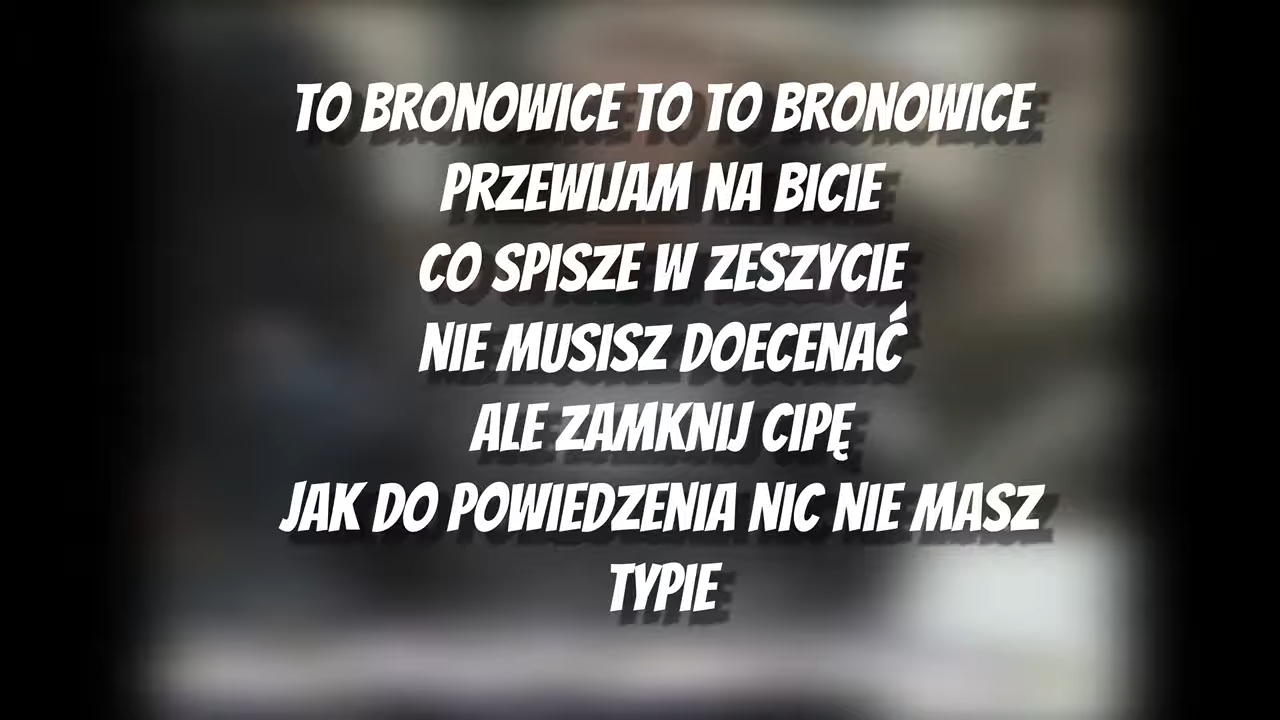 TO BRONOWICE TO TO BRONOWICE
PRZEWIJAM NA BICIE
CO SPISZE W ZESZYCIE
NIE MUSISZ DOECENAĆ
ALE ZAMKNIJ CIPĘ
JAK DO POWIEDZENIA NIC NIE MASZ
TYPIE